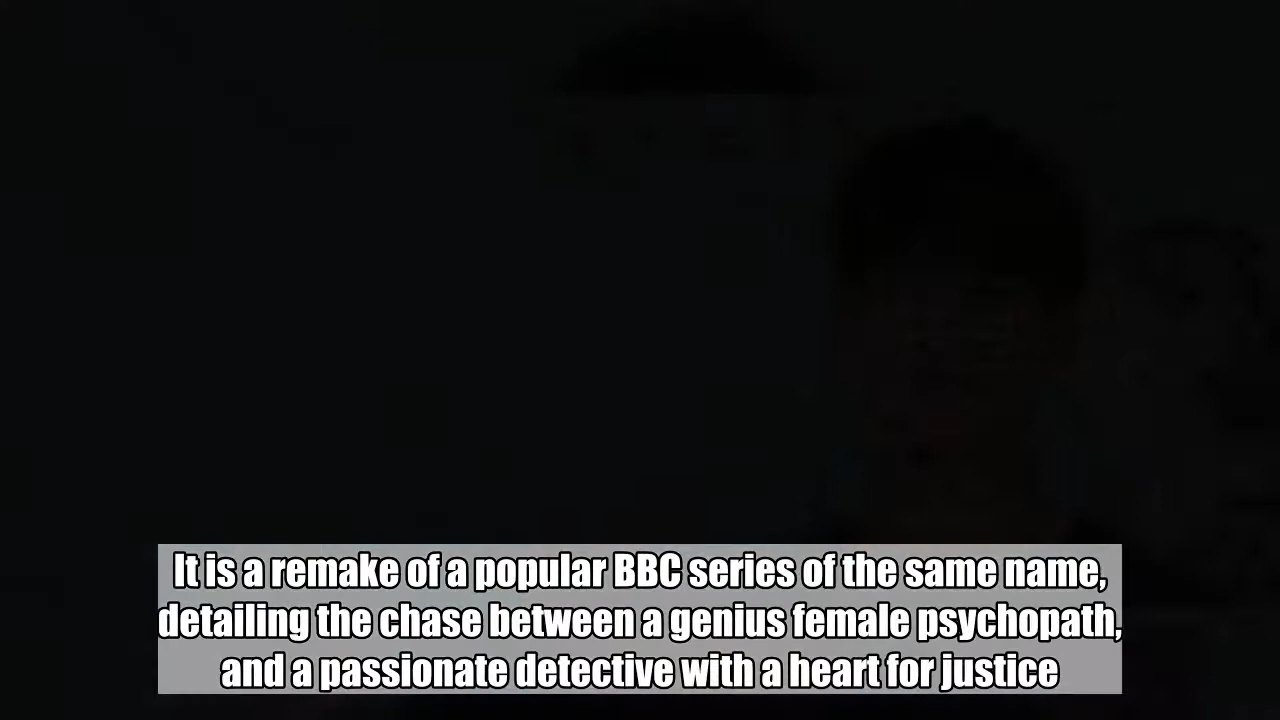 It is a remake of a popular BBC series of the same name,
detailing the chase between a genius female psychopath,
and a passionate detective with a heart for justice